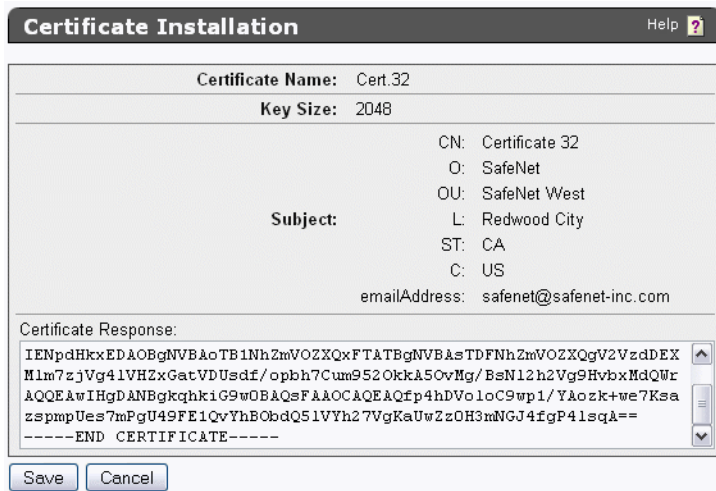 Certificate Installation
Help ?
Certificate Name: Cert.32
Key Size: 2048
Subject:
CN: Certificate 32
O: SafeNet
OU: SafeNet West
L: Redwood City
ST: CA
C: US
emailAddress: safenet@safenet-inc.com
Certificate Response:
IENpdHkxEDAOBgNVBAoTB1NhZmVOZXQxFTATBgNVBAsTDFNhZmVOZXQgV2VzdDEX
M1m7zjVg41VHZxGatVDUsdf/opbh7Cum952OkkA5OvMg/BsN12h2Vg9HvbxMdQWr
AQQEAwIHgDANBgkqhkiG9w0BAQsFAAOCAQEAQfp4hDVoloC9wp1/YAozk+we7Ksa
zspmpUes7mPgU49FE1QvYhBObdQ51VYh27VgKaUwZzOH3mNGJ4fgP41sqA==
-----END CERTIFICATE-----
Save
Cancel